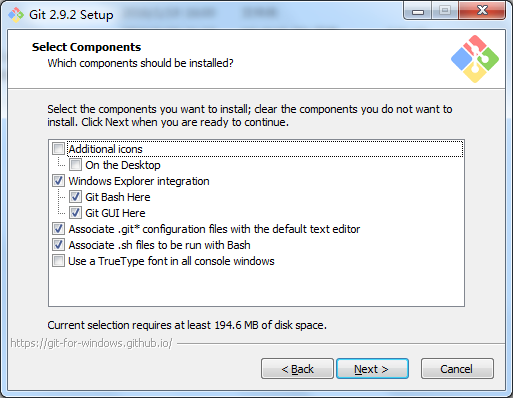 Git 2.9.2 Setup
Select Components
Which components should be installed?
Select the components you want to install; clear the components you do not want to
install. Click Next when you are ready to continue.
Additional icons
On the Desktop
Windows Explorer integration
Git Bash Here
Git GUI Here
Associate .git* configuration files with the default text editor
Associate .sh files to be run with Bash
Use a TrueType font in all console windows
Current selection requires at least 194.6 MB of disk space.
https://git-for-windows.github.io/
< Back
Next >
Cancel